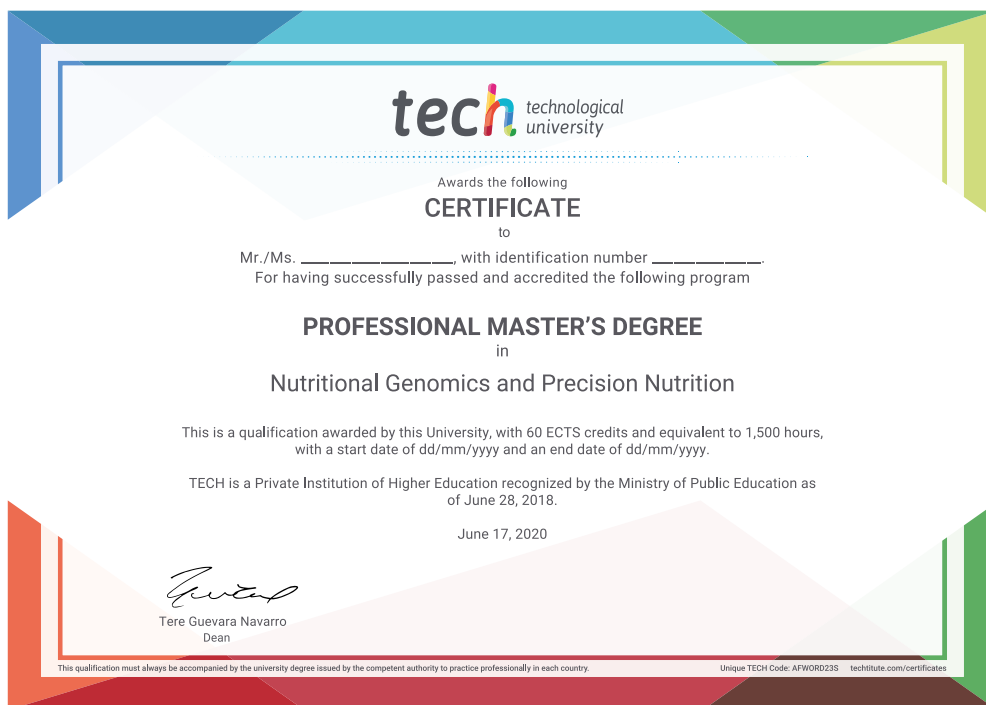 tech technological
university
Awards the following
CERTIFICATE
to
Mr./Ms. ____________________, with identification number ______________.
For having successfully passed and accredited the following program
PROFESSIONAL MASTER'S DEGREE
in
Nutritional Genomics and Precision Nutrition
This is a qualification awarded by this University, with 60 ECTS credits and equivalent to 1,500 hours,
with a start date of dd/mm/yyyy and an end date of dd/mm/yyyy.
TECH is a Private Institution of Higher Education recognized by the Ministry of Public Education as
of June 28, 2018.
June 17, 2020
Tere Guevara Navarro
Dean
This qualification must always be accompanied by the university degree issued by the competent authority to practice professionally in each country.
Unique TECH Code: AFWORD23S techtitute.com/certificates